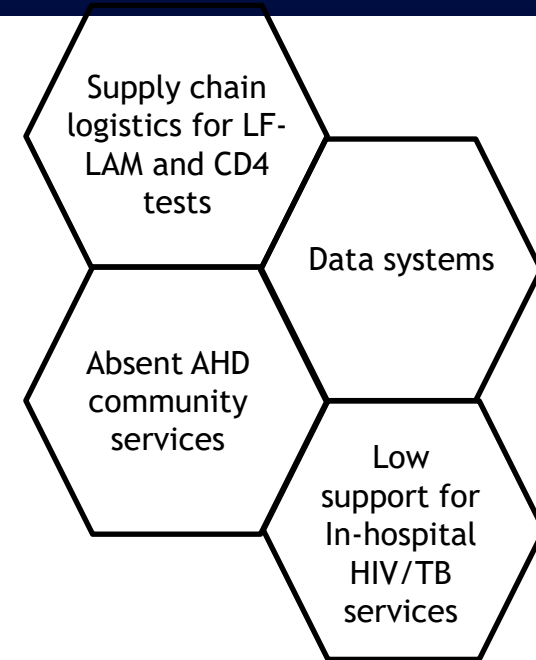 Supply chain
logistics for LF-
LAM and CD4
tests
Data systems
Absent AHD
community
services
Low
support for
In-hospital
HIV/TB
services